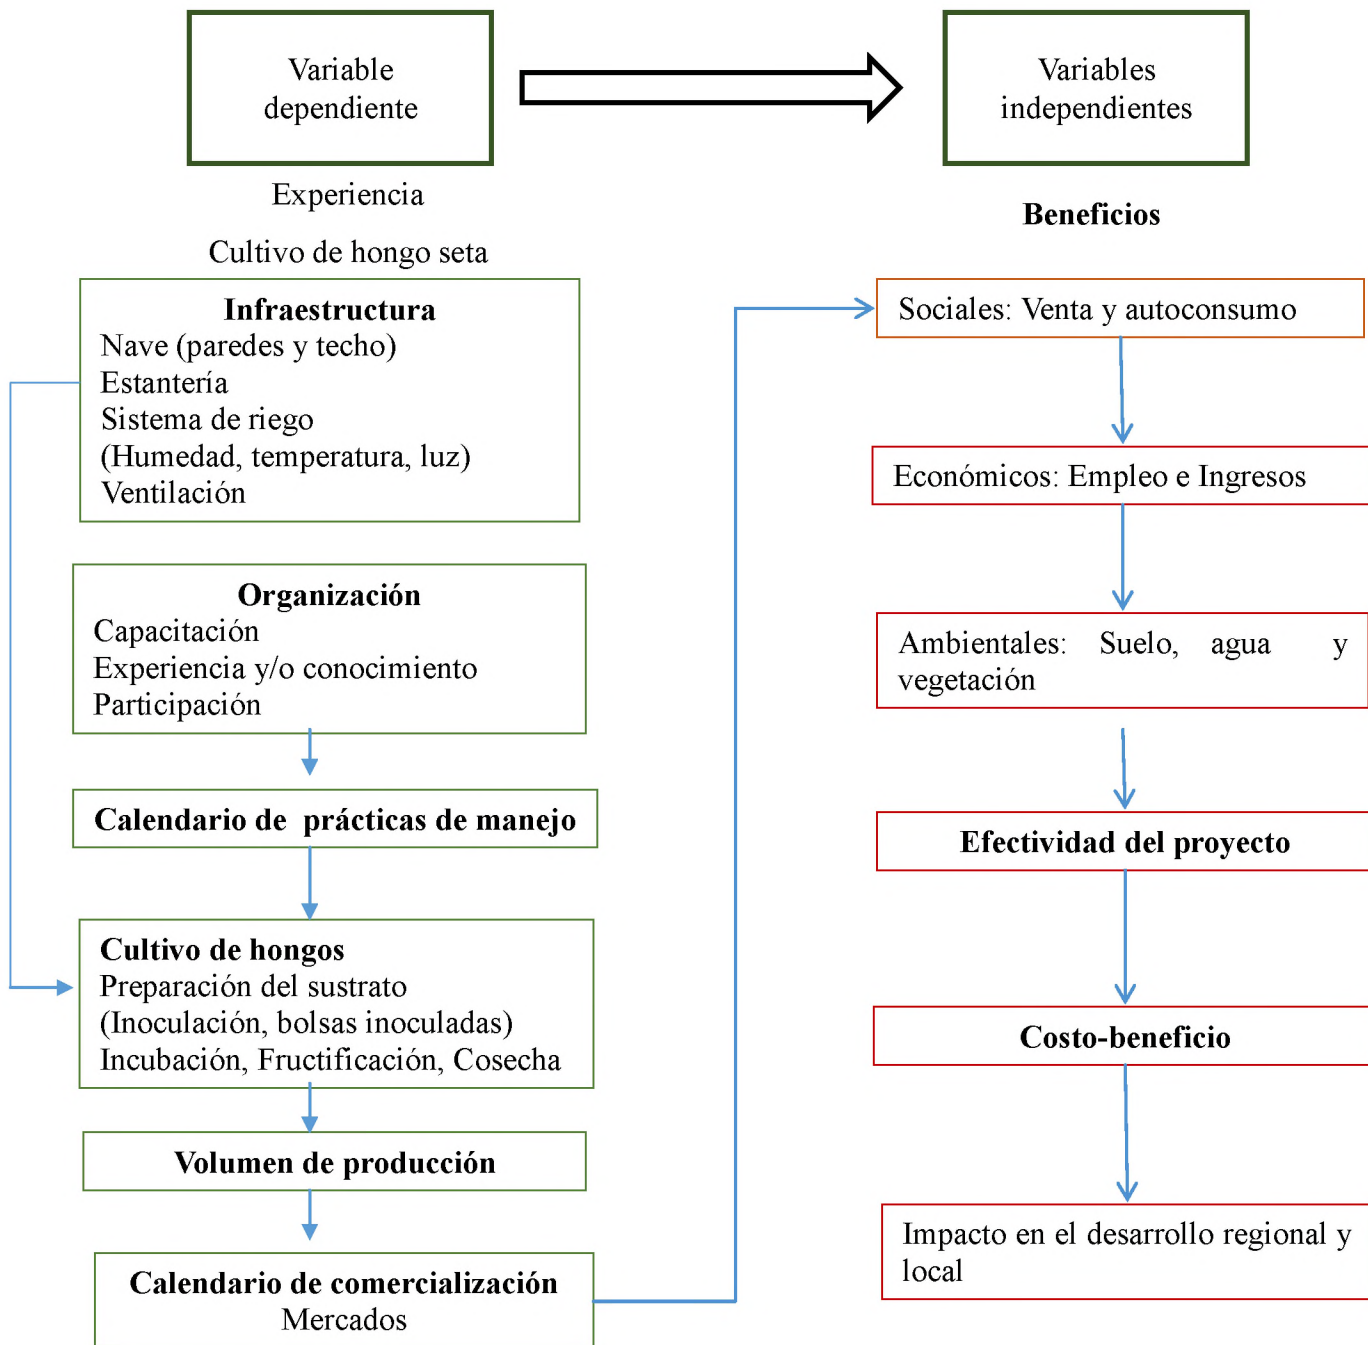 Variable
dependiente
Variables
independientes
Experiencia
Cultivo de hongo seta
Infraestructura
Nave (paredes y techo)
Estantería
Sistema de riego
(Humedad, temperatura, luz)
Ventilación
Organización
Capacitación
Experiencia y/o conocimiento
Participación
Calendario de prácticas de manejo
Cultivo de hongos
Preparación del sustrato
(Inoculación, bolsas inoculadas)
Incubación, Fructificación, Cosecha
Volumen de producción
Calendario de comercialización
Mercados
Beneficios
Sociales: Venta y autoconsumo
Económicos: Empleo e Ingresos
Ambientales: Suelo, agua y
vegetación
Efectividad del proyecto
Costo-beneficio
Impacto en el desarrollo regional y
local